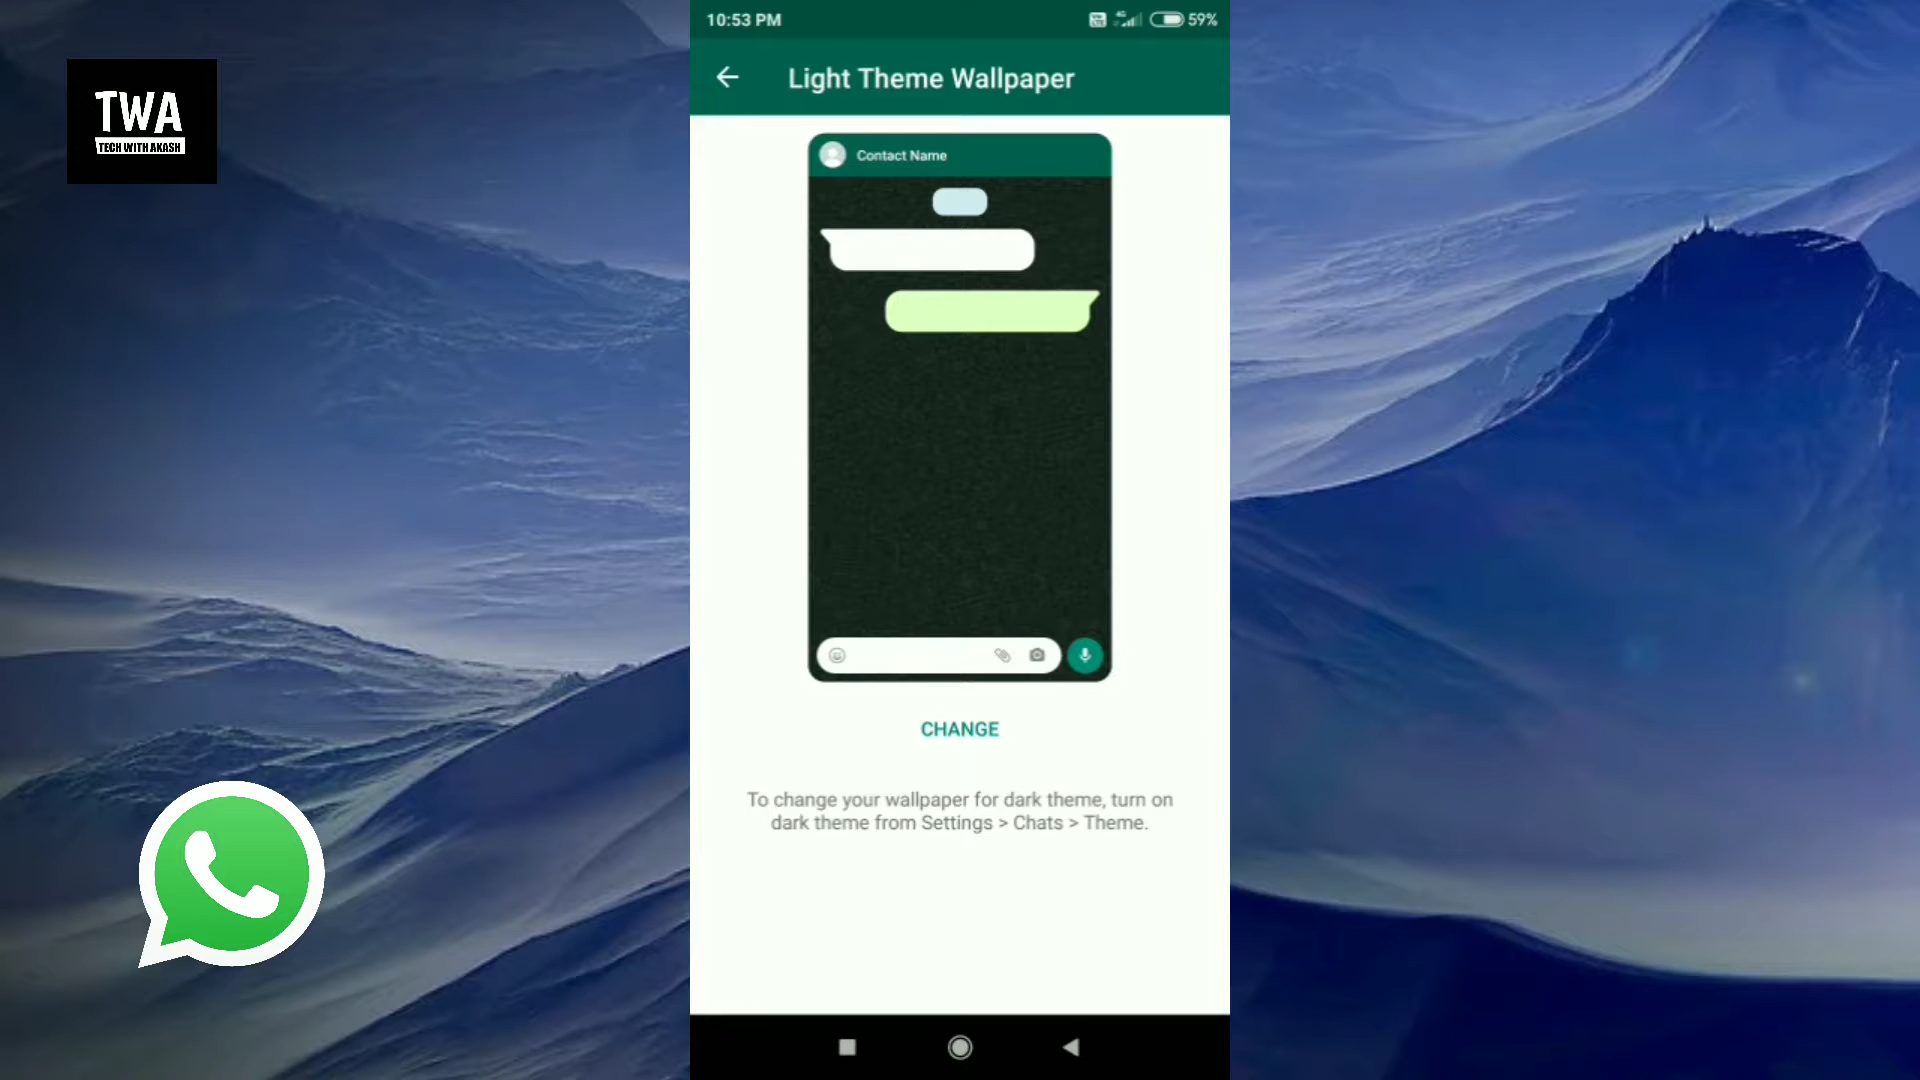 10:53 PM
59%
TWA
TECH WITH AKASH
Light Theme Wallpaper
Contact Name
CHANGE
To change your wallpaper for dark theme, turn on
dark theme from Settings > Chats > Theme.